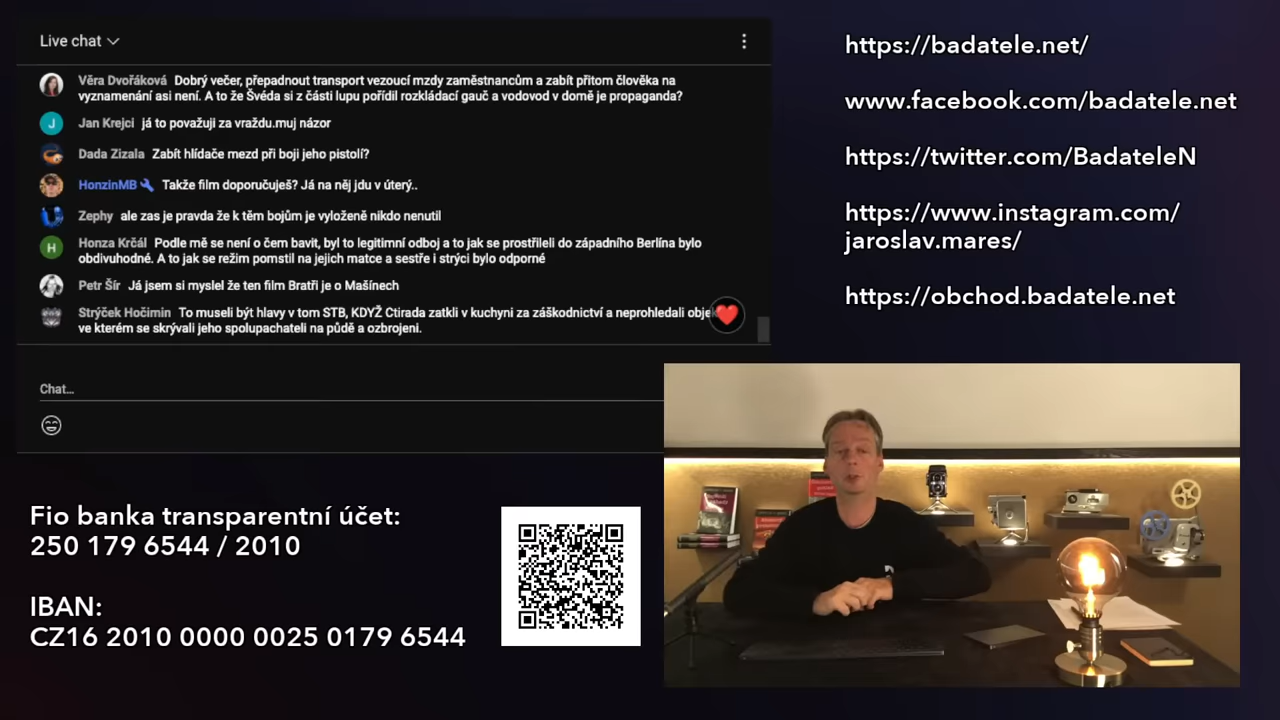 Live chat
Věra Dvořáková Dobrý večer, přepadnout transport vezoucí mzdy zaměstnancům a zabít přitom člověka na
vyznamenání asi není. A to že Švéda si z části lupu pořídil rozkládací gauč a vodovod v domě je propaganda?
J Jan Krejci já to považuji za vraždu.muj názor
Dada Zizala Zabít hlídače mezd při boji jeho pistolí?
HonzinMB Takže film doporučuješ? Já na něj jdu v úterý..
Zephy ale zas je pravda že k těm bojům je vyloženě nikdo nenutil
H Honza Krčál Podle mě se není o čem bavit, byl to legitimní odboj a to jak se prostříleli do západního Berlína bylo
obdivuhodné. A to jak se režim pomstil na jejich matce a sestře i strýci bylo odporné
Petr Šír Já jsem si myslel že ten film Bratři je o Mašínech
Strýček Hočimin To museli být hlavy v tom STB, KDYŽ Ctirada zatkli v kuchyni za záškodnictví a neprohledali
ve kterém se skrývali jeho spolupachateli na půdě a ozbrojeni.
Chat...
https://badatele.net/
www.facebook.com/badatele.net
https://twitter.com/BadateleN
https://www.instagram.com/
jaroslav.mares/
https://obchod.badatele.net
Fio banka transparentní účet:
250 179 6544 / 2010
IBAN:
CZ16 2010 0000 0025 0179 6544